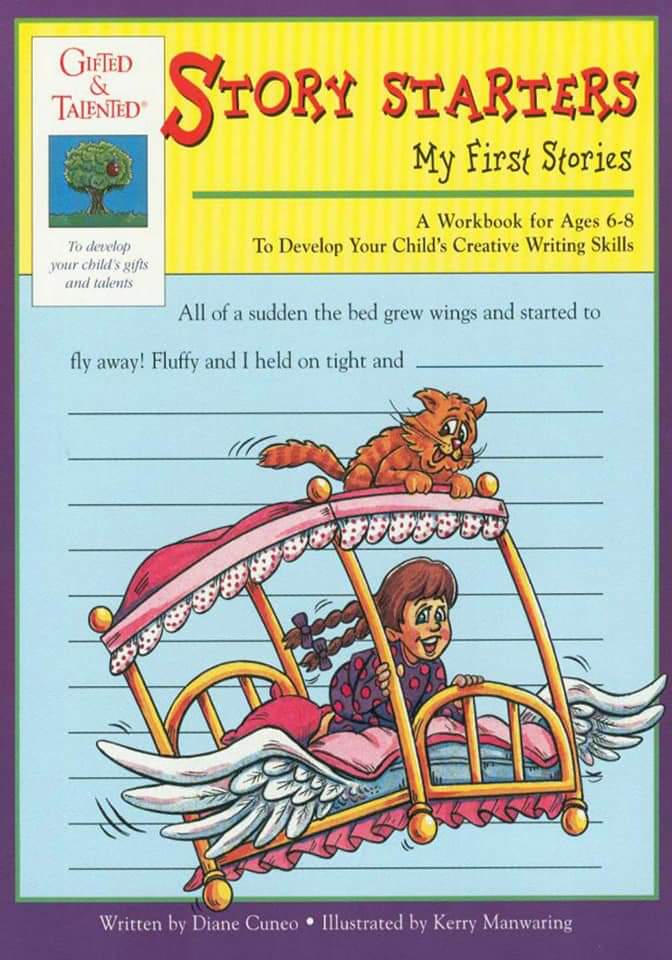 GIFTED
&
TALENTED®
To develop
your child's gifts
and talents
STORY STARTERS
My First Stories
A Workbook for Ages 6-8
To Develop Your Child's Creative Writing Skills
All of a sudden the bed grew wings and started to
fly away! Fluffy and I held on tight and
Written by Diane Cuneo • Illustrated by Kerry Manwaring